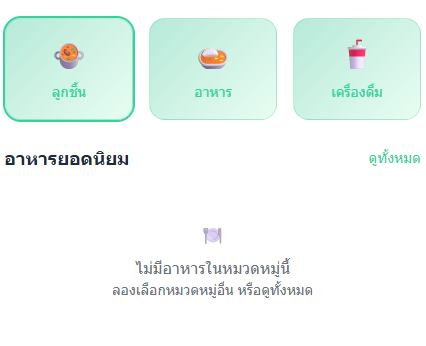 ลูกชิ้น
อาหาร
เครื่องดื่ม
อาหารยอดนิยม
ดูทั้งหมด
ไม่มีอาหารในหมวดหมู่นี้
ลองเลือกหมวดหมู่อื่น หรือดูทั้งหมด